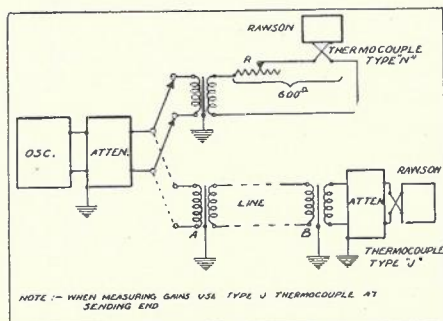 RAWSON
THERMOCOUPLE
TYPE "N"
R
600Ω
OSC.
ATTEN.
RAWSON
ATTEN
LINE
A
B
THERMOCOUPLE
TYPE "J"
NOTE :- WHEN MEASURING GAINS USE TYPE J THERMOCOUPLE AT
SENDING END